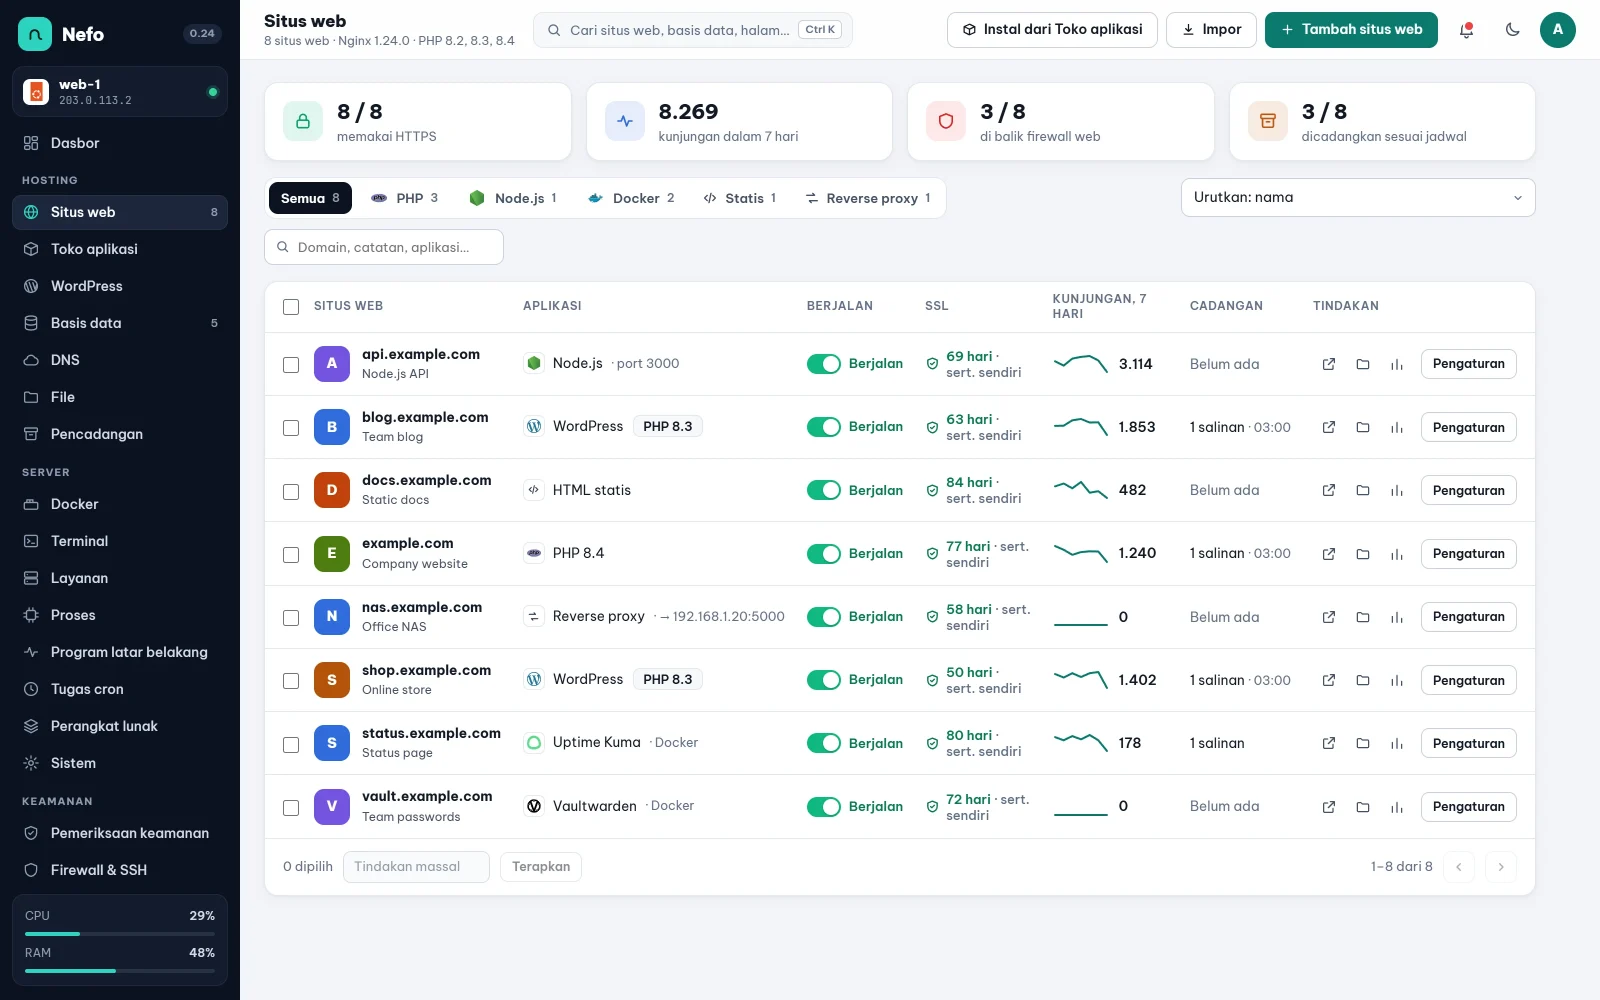 Nefo
0.24
web-1
203.0.113.2
Dasbor
HOSTING
Situs web 8
Toko aplikasi
WordPress
Basis data 5
DNS
File
Pencadangan
SERVER
Docker
Terminal
Layanan
Proses
Program latar belakang
Tugas cron
Perangkat lunak
Sistem
KEAMANAN
Pemeriksaan keamanan
Firewall & SSH
CPU 29%
RAM 48%
Situs web
8 situs web · Nginx 1.24.0 · PHP 8.2, 8.3, 8.4
Cari situs web, basis data, halam... Ctrl K
Instal dari Toko aplikasi
Impor
+ Tambah situs web
A
8 / 8
memakai HTTPS
8.269
kunjungan dalam 7 hari
3 / 8
di balik firewall web
3 / 8
dicadangkan sesuai jadwal
Semua 8
PHP 3
Node.js 1
Docker 2
Statis 1
Reverse proxy 1
Urutkan: nama
Domain, catatan, aplikasi...
SITUS WEB APLIKASI BERJALAN SSL KUNJUNGAN, 7 HARI CADANGAN TINDAKAN
A api.example.com
Node.js API
Node.js · port 3000
Berjalan
69 hari ·
sert. sendiri
3.114
Belum ada
Pengaturan
B blog.example.com
Team blog
WordPress PHP 8.3
Berjalan
63 hari ·
sert. sendiri
1.853
1 salinan · 03:00
Pengaturan
D docs.example.com
Static docs
HTML statis
Berjalan
84 hari ·
sert. sendiri
482
Belum ada
Pengaturan
E example.com
Company website
php PHP 8.4
Berjalan
77 hari · sert.
sendiri
1.240
1 salinan · 03:00
Pengaturan
N nas.example.com
Office NAS
Reverse proxy · → 192.168.1.20:5000
Berjalan
58 hari · sert.
sendiri
0
Belum ada
Pengaturan
S shop.example.com
Online store
WordPress PHP 8.3
Berjalan
50 hari ·
sert. sendiri
1.402
1 salinan · 03:00
Pengaturan
S status.example.com
Status page
Uptime Kuma · Docker
Berjalan
80 hari ·
sert. sendiri
178
1 salinan
Pengaturan
V vault.example.com
Team passwords
Vaultwarden · Docker
Berjalan
72 hari · sert.
sendiri
0
Belum ada
Pengaturan
0 dipilih
Tindakan massal
Terapkan
1–8 dari 8